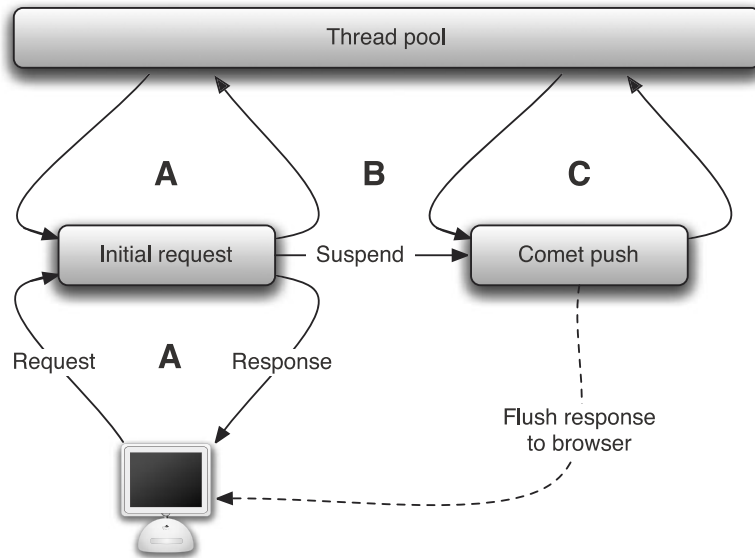 Thread pool
A
B
C
Initial request
Suspend
Comet push
Request
A
Response
Flush response
to browser